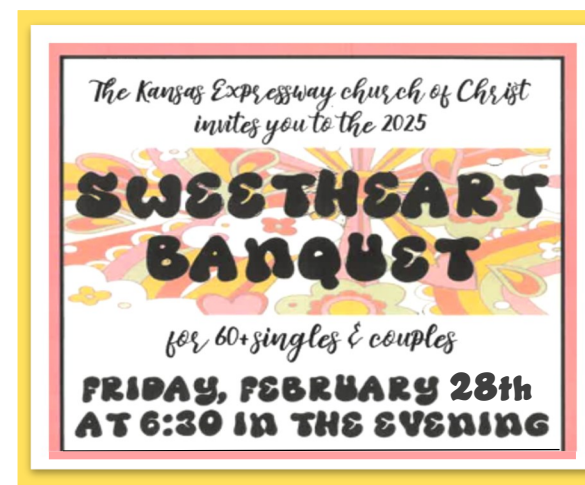 The Kansas Expressway church of Christ
invites you to the 2025
SWEETHEART
BANQUET
for 60+ singles & couples
FRIDAY, FEBRUARY 28th
AT 6:30 IN THE EVENING